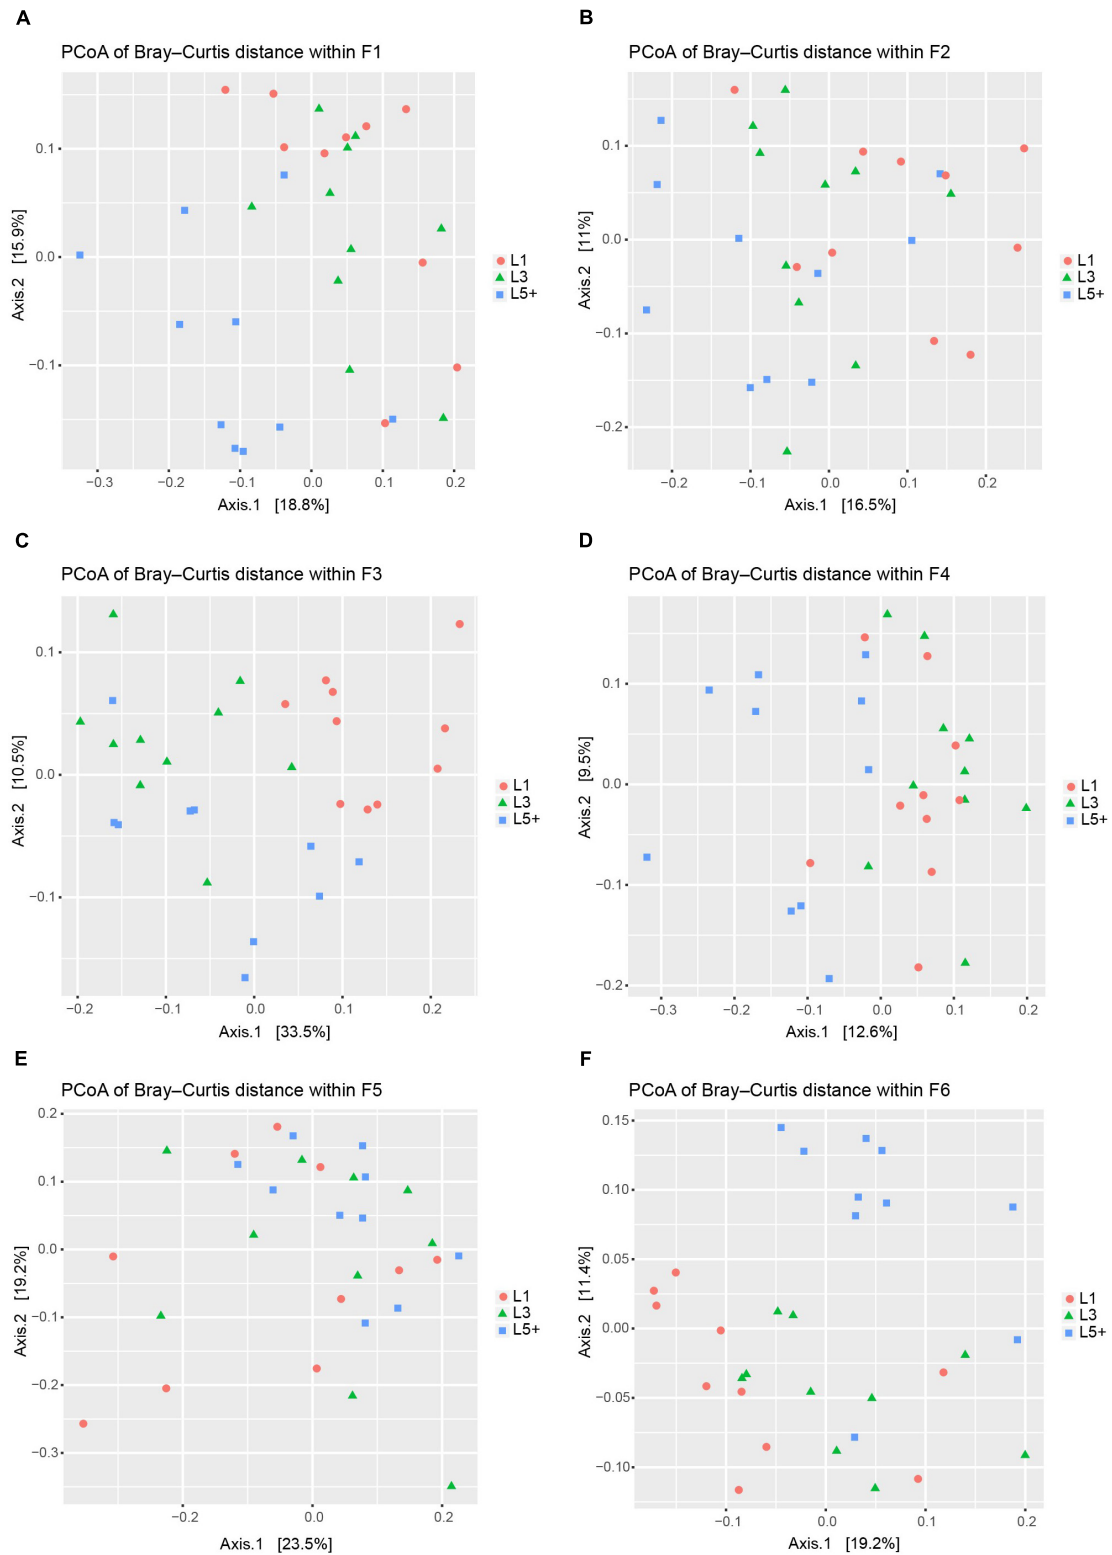 A
PCoA of Bray–Curtis distance within F1
0.1
0.0
−0.1
Axis.2 [15.9%]
−0.3 −0.2 −0.1 0.0 0.1 0.2
Axis.1 [18.8%]
L1
L3
L5+
B
PCoA of Bray–Curtis distance within F2
0.1
0.0
−0.1
−0.2
Axis.2 [11%]
−0.2 −0.1 0.0 0.1 0.2
Axis.1 [16.5%]
L1
L3
L5+
C
PCoA of Bray–Curtis distance within F3
0.1
0.0
−0.1
Axis.2 [10.5%]
−0.2 −0.1 0.0 0.1 0.2
Axis.1 [33.5%]
L1
L3
L5+
D
PCoA of Bray–Curtis distance within F4
0.1
0.0
−0.1
−0.2
Axis.2 [9.5%]
−0.3 −0.2 −0.1 0.0 0.1 0.2
Axis.1 [12.6%]
L1
L3
L5+
E
PCoA of Bray–Curtis distance within F5
0.2
0.1
0.0
−0.1
−0.2
−0.3
Axis.2 [19.2%]
−0.2 0.0 0.2
Axis.1 [23.5%]
L1
L3
L5+
F
PCoA of Bray–Curtis distance within F6
0.15
0.10
0.05
0.00
−0.05
−0.10
Axis.2 [11.4%]
−0.1 0.0 0.1 0.2
Axis.1 [19.2%]
L1
L3
L5+